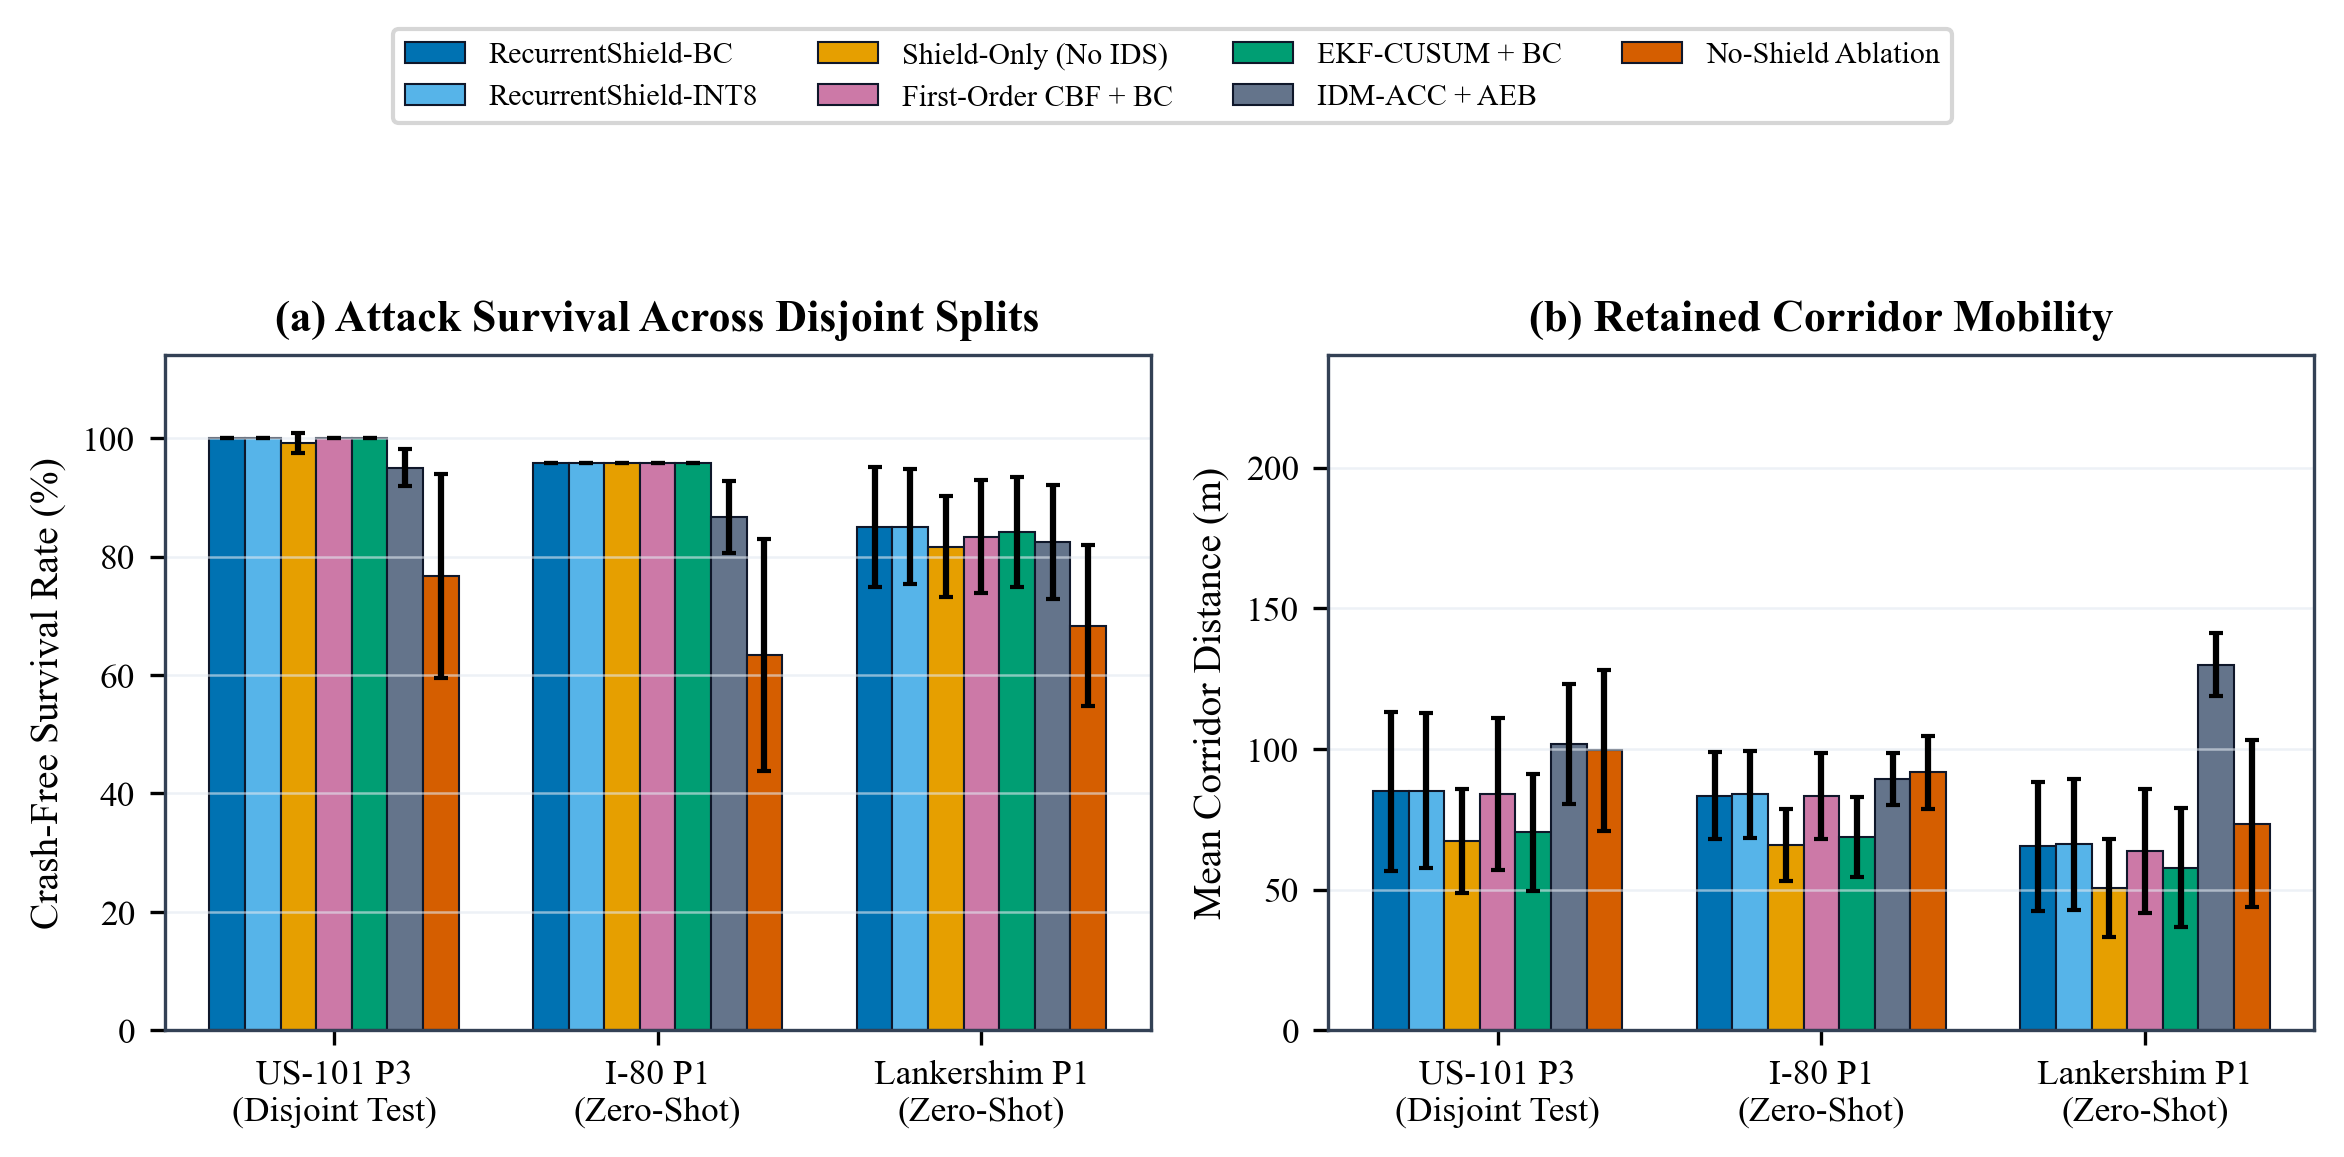 RecurrentShield-BC
RecurrentShield-INT8
Shield-Only (No IDS)
First-Order CBF + BC
EKF-CUSUM + BC
IDM-ACC + AEB
No-Shield Ablation
(a) Attack Survival Across Disjoint Splits
Crash-Free Survival Rate (%)
100
80
60
40
20
0
US-101 P3
(Disjoint Test)
I-80 P1
(Zero-Shot)
Lankershim P1
(Zero-Shot)
(b) Retained Corridor Mobility
Mean Corridor Distance (m)
200
150
100
50
0
US-101 P3
(Disjoint Test)
I-80 P1
(Zero-Shot)
Lankershim P1
(Zero-Shot)